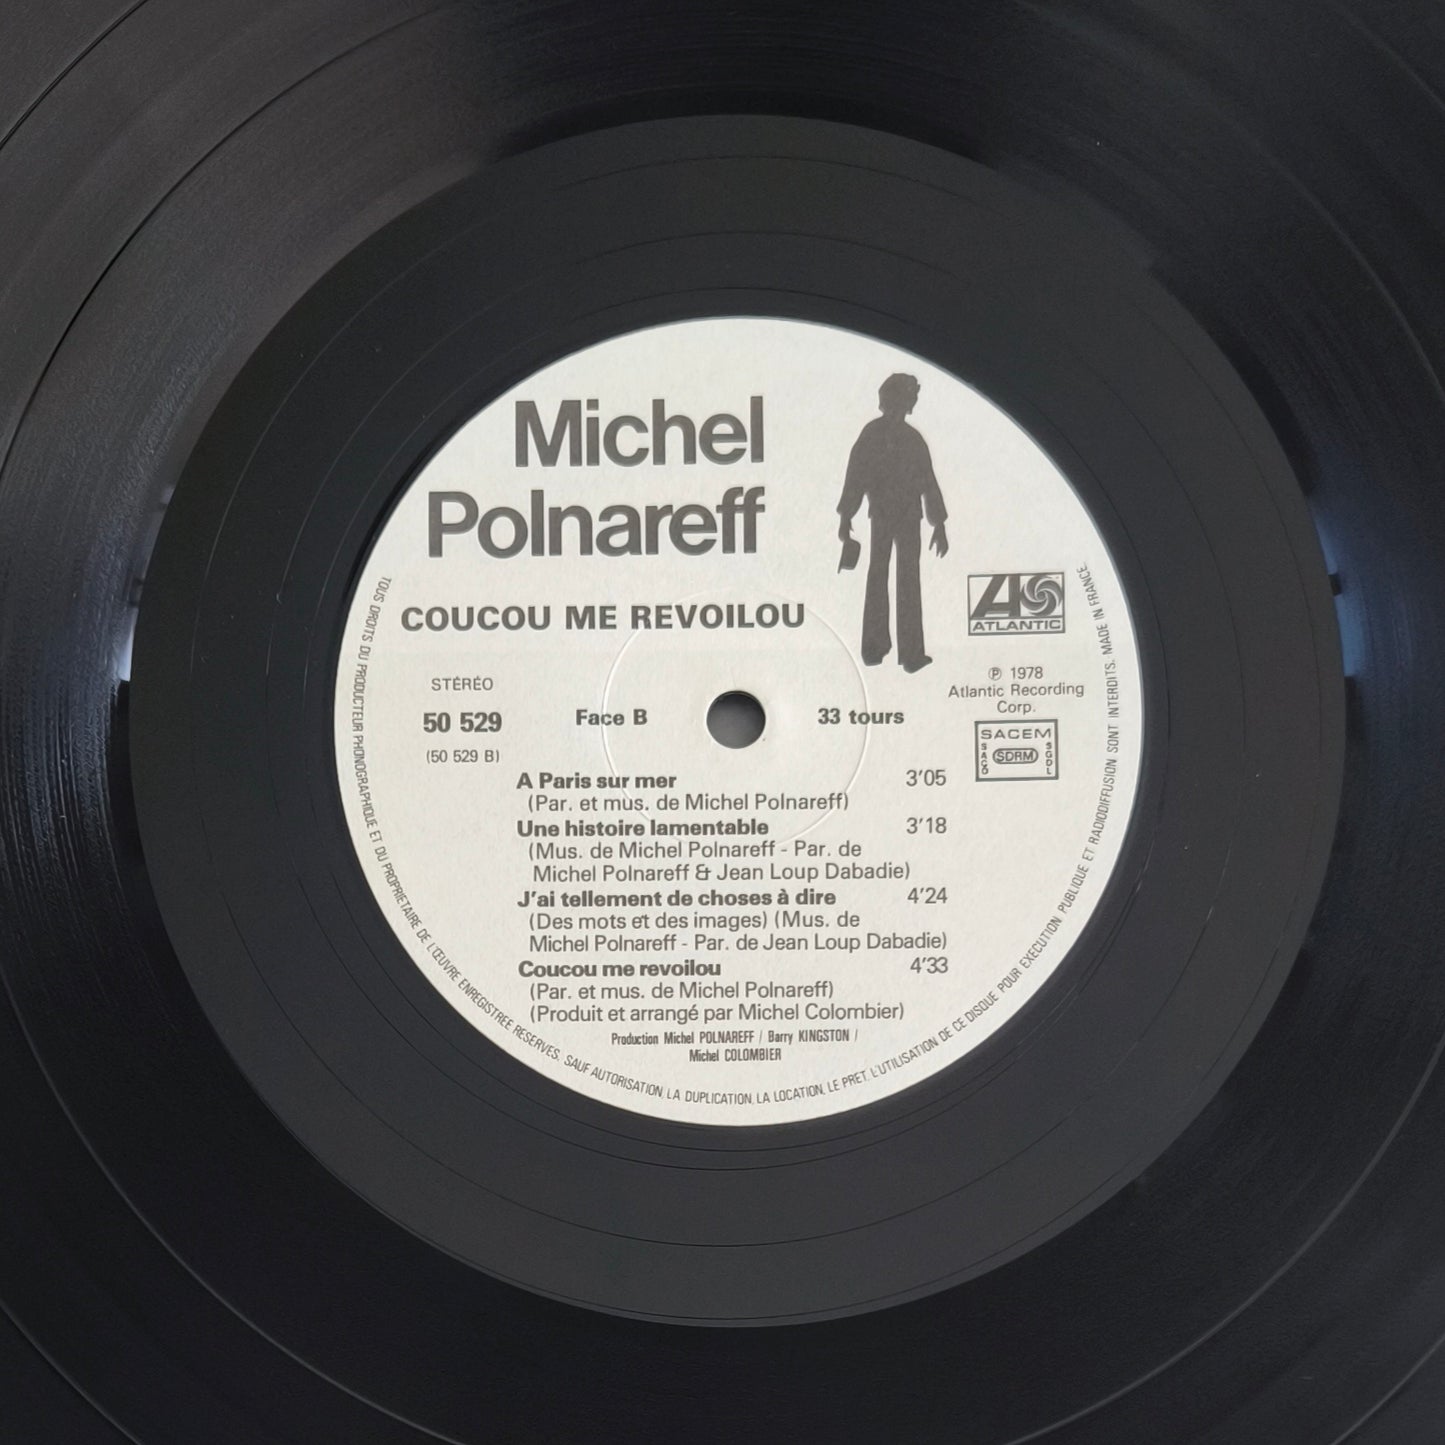 Michel
Polnareff
COUCOU ME REVOILOU
ATLANTIC
STÉRÉO
50 529
(50 529 B)
Face B
33 tours
℗ 1978
Atlantic Recording
Corp.
SACEM
SACD
SDRM
SGDL
A Paris sur mer 3'05
(Par. et mus. de Michel Polnareff)
Une histoire lamentable 3'18
(Mus. de Michel Polnareff - Par. de
Michel Polnareff & Jean Loup Dabadie)
J'ai tellement de choses à dire 4'24
(Des mots et des images) (Mus. de
Michel Polnareff - Par. de Jean Loup Dabadie)
Coucou me revoilou 4'33
(Par. et mus. de Michel Polnareff)
(Produit et arrangé par Michel Colombier)
Production Michel POLNAREFF / Barry KINGSTON /
Michel COLOMBIER
TOUS DROITS DU PRODUCTEUR PHONOGRAPHIQUE ET DU PROPRIETAIRE DE L'ŒUVRE ENREGISTREE RESERVES. SAUF AUTORISATION, LA DUPLICATION, LA LOCATION, LE PRET, L'UTILISATION DE CE DISQUE POUR EXECUTION PUBLIQUE ET RADIODIFFUSION SONT INTERDITS. MADE IN FRANCE.